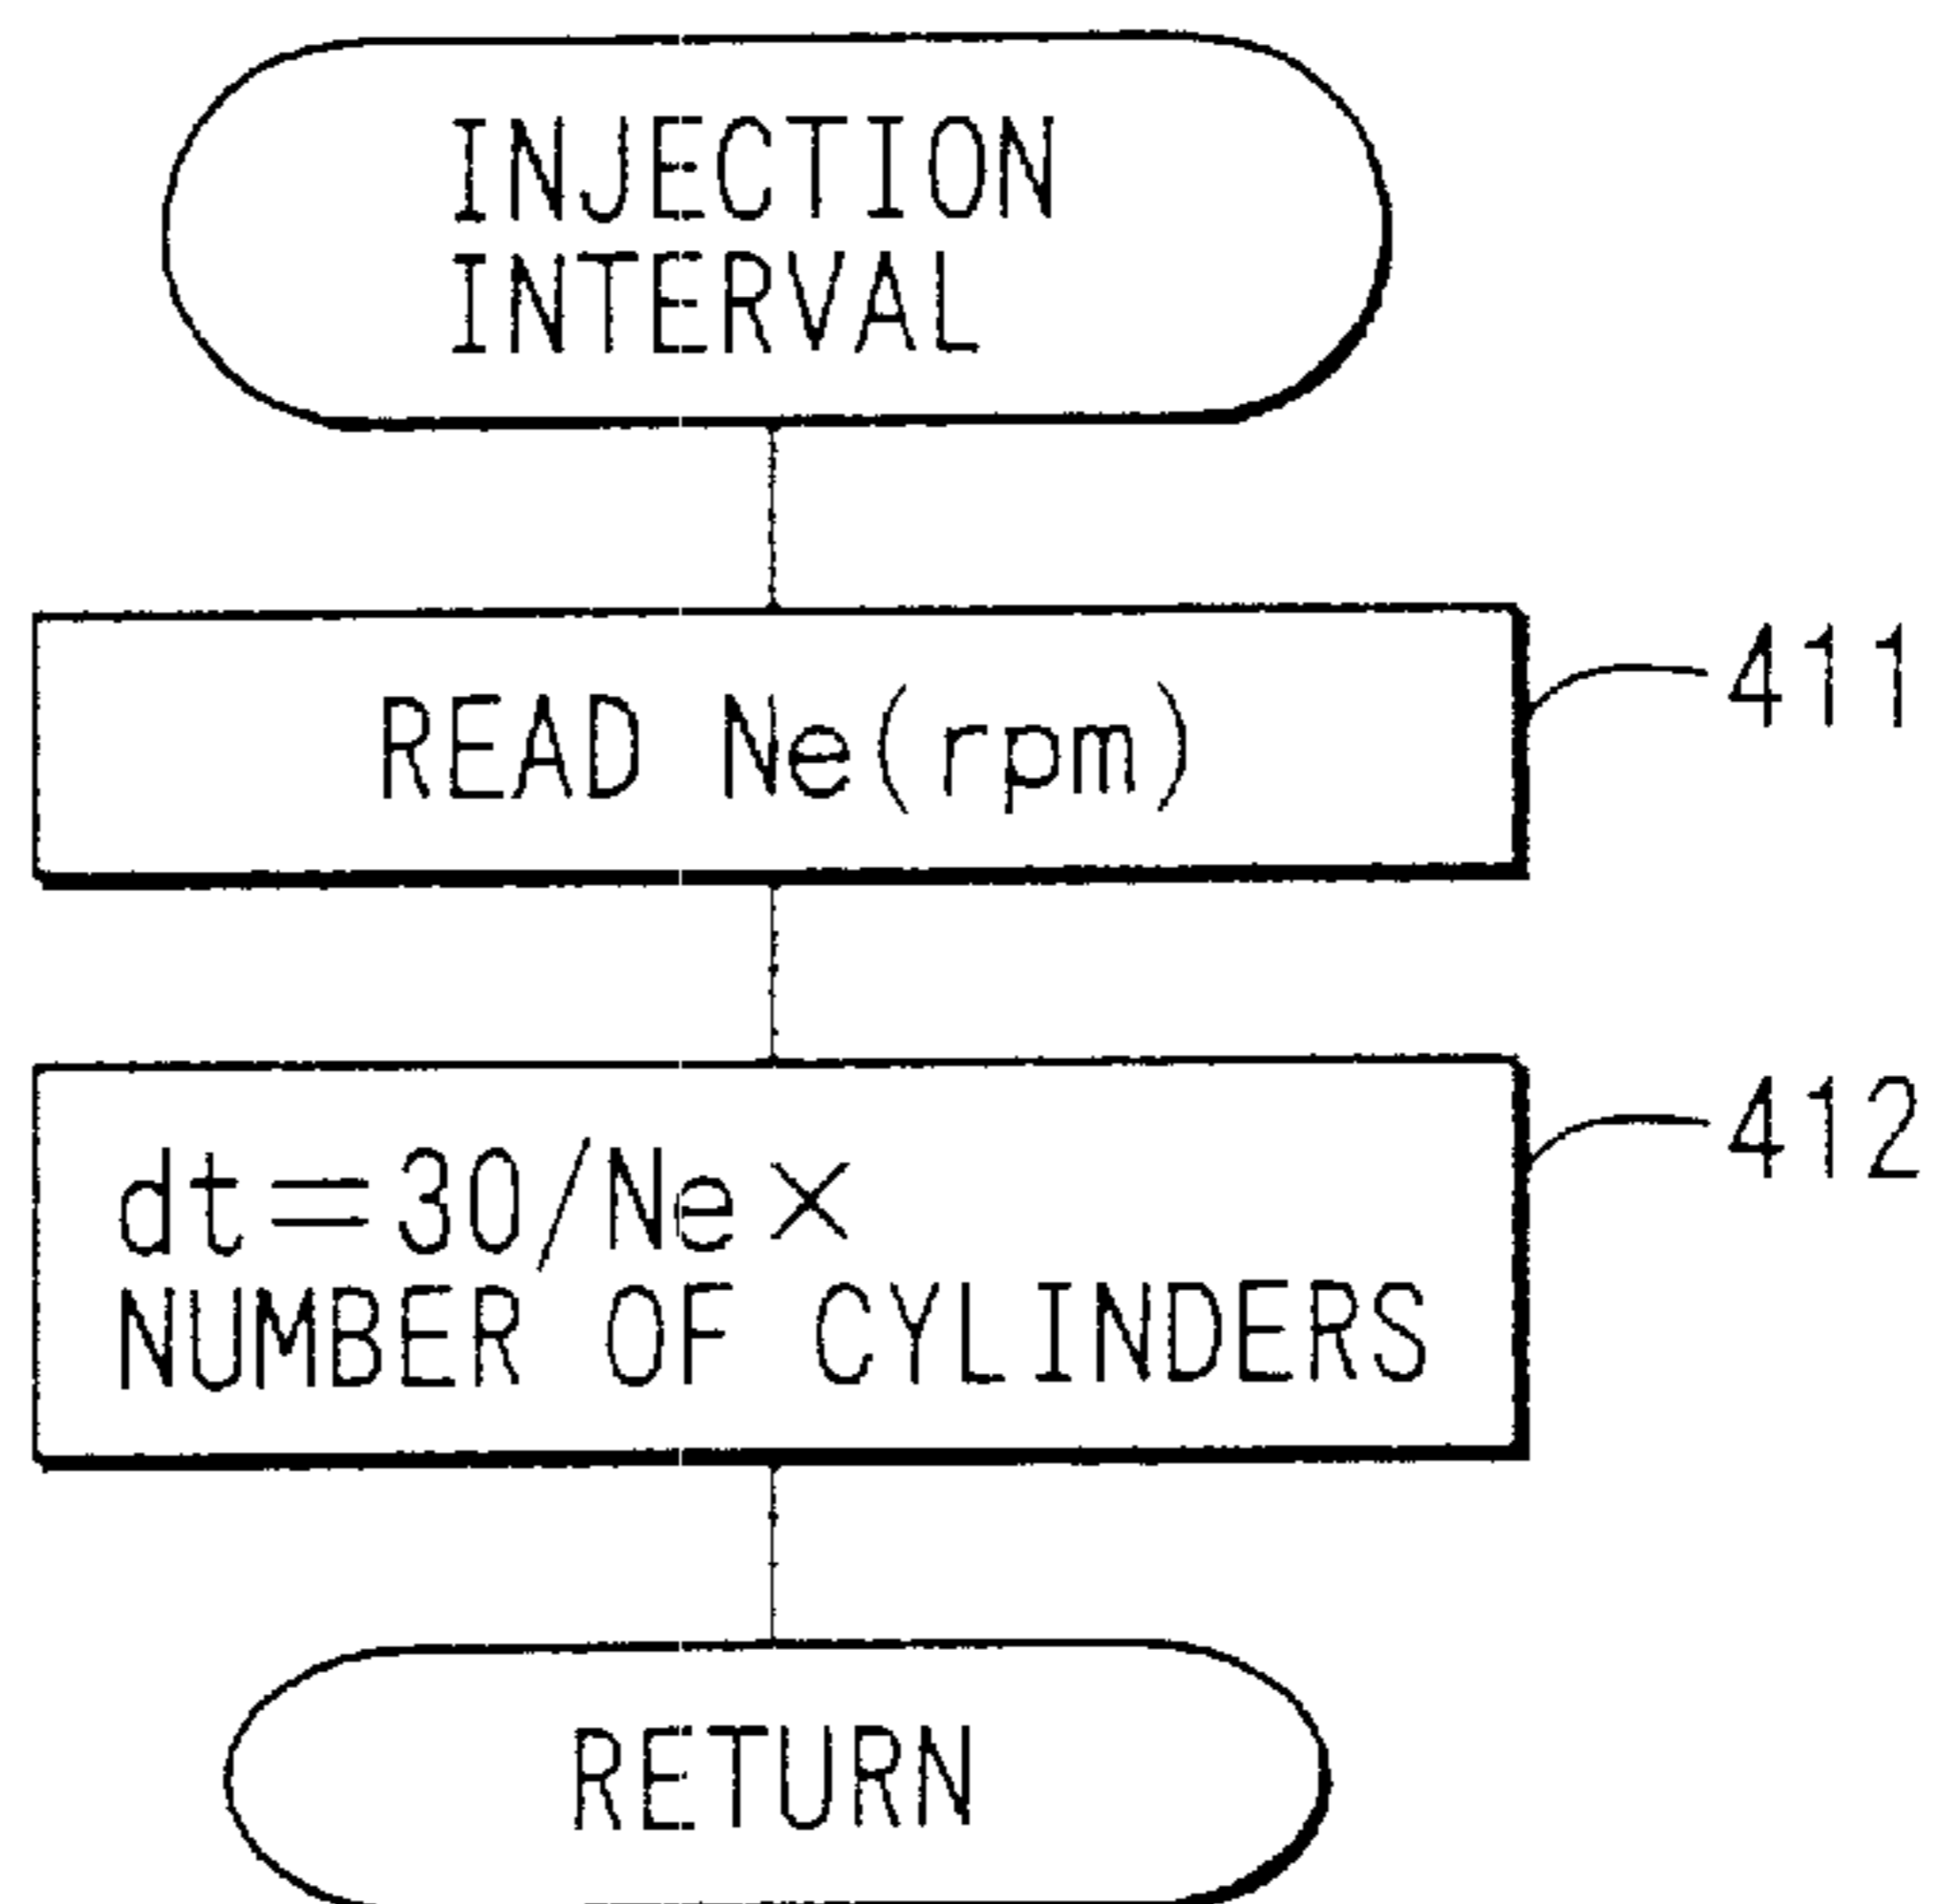 INJECTION
INTERVAL
READ Ne(rpm)
411
dt=30/Ne×
NUMBER OF CYLINDERS
412
RETURN